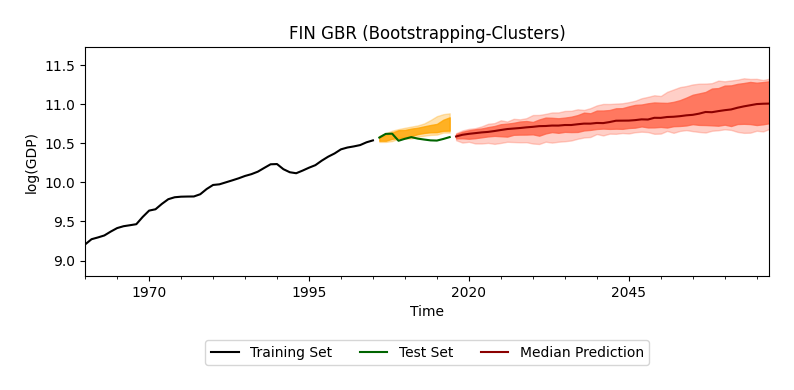 FIN GBR (Bootstrapping-Clusters)
11.5
11.0
10.5
10.0
9.5
9.0
log(GDP)
1970 1995 2020 2045
Time
Training Set Test Set Median Prediction